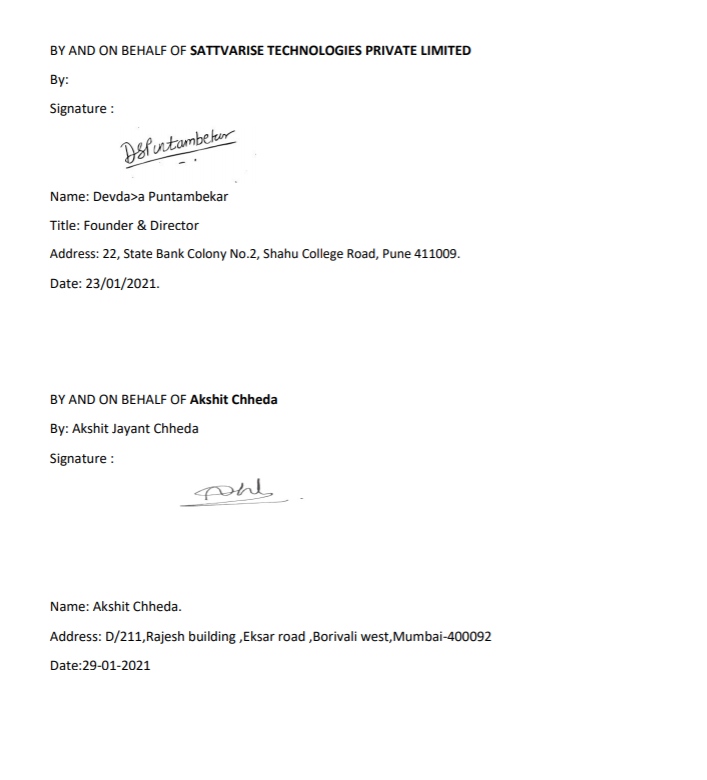 BY AND ON BEHALF OF SATTVARISE TECHNOLOGIES PRIVATE LIMITED
By:
Signature :
DSPuntambekar
Name: Devda>a Puntambekar
Title: Founder & Director
Address: 22, State Bank Colony No.2, Shahu College Road, Pune 411009.
Date: 23/01/2021.
BY AND ON BEHALF OF Akshit Chheda
By: Akshit Jayant Chheda
Signature :
Name: Akshit Chheda.
Address: D/211,Rajesh building ,Eksar road ,Borivali west,Mumbai-400092
Date:29-01-2021